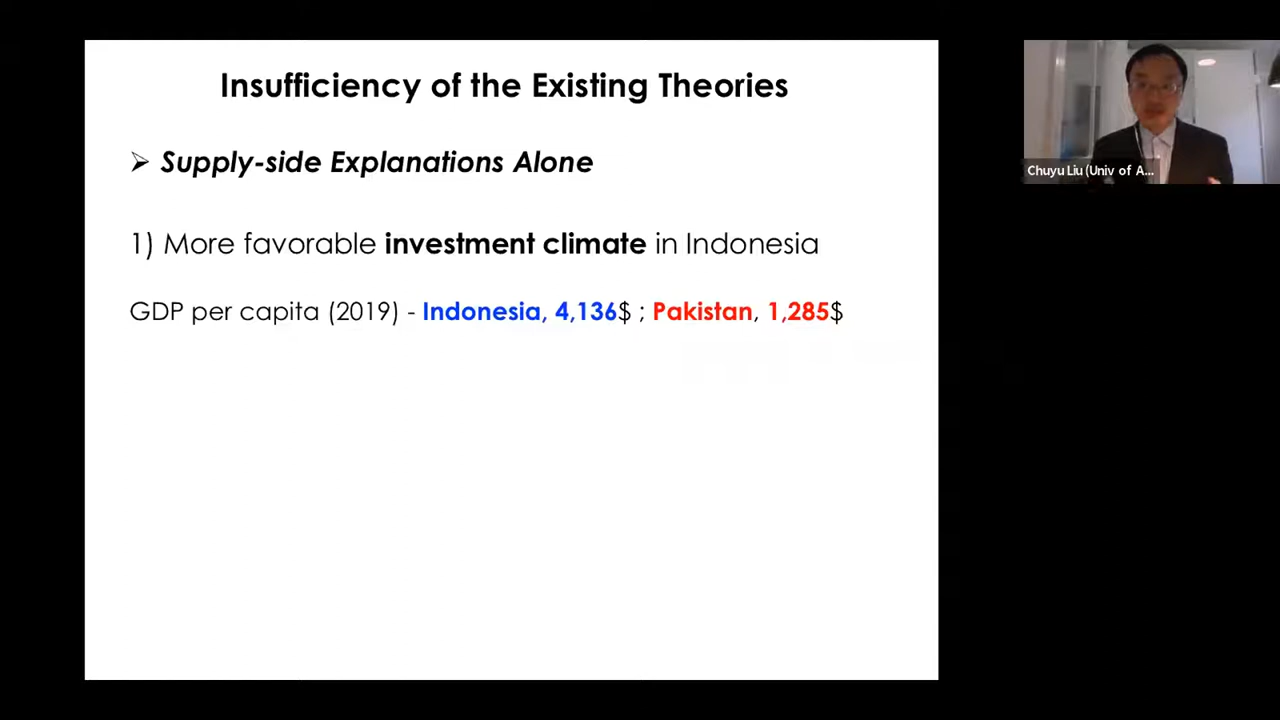 Insufficiency of the Existing Theories
➢ Supply-side Explanations Alone
1) More favorable investment climate in Indonesia
GDP per capita (2019) - Indonesia, 4,136$ ; Pakistan, 1,285$
Chuyu Liu (Univ of A...